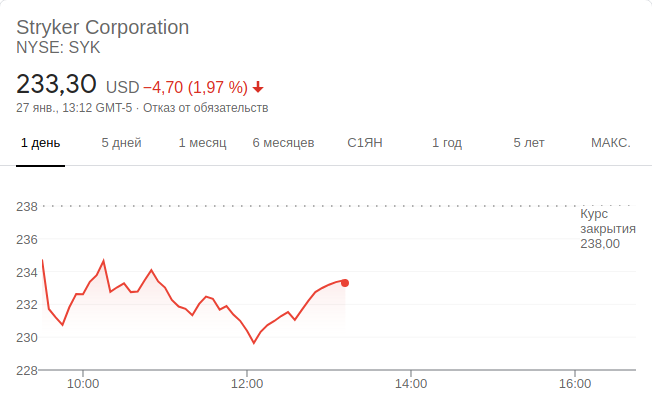 Stryker Corporation
NYSE: SYK
233,30 USD −4,70 (1,97 %)
27 янв., 13:12 GMT-5 · Отказ от обязательств
1 день 5 дней 1 месяц 6 месяцев С1ЯН 1 год 5 лет МАКС.
238
Курс
закрытия
238,00
236
234
232
230
228
10:00 12:00 14:00 16:00